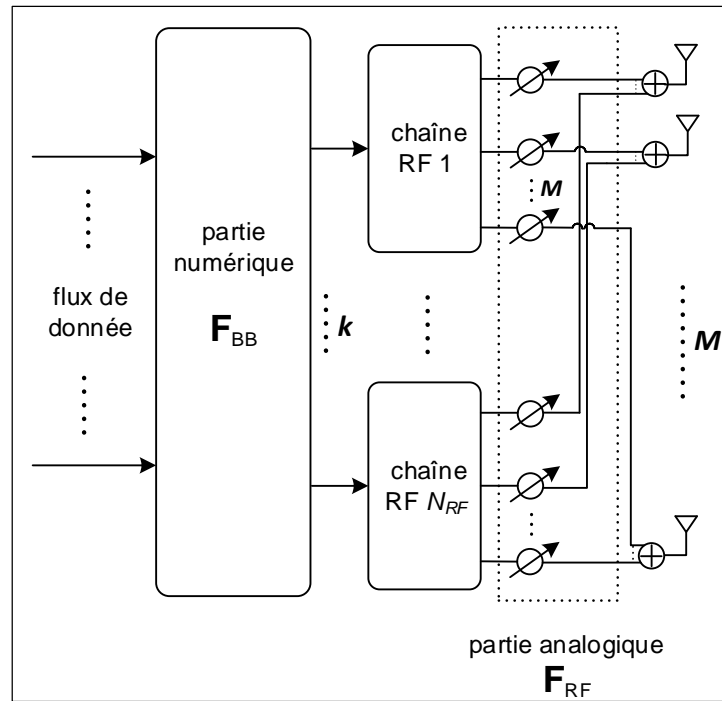 flux de
donnée
partie
numérique
F_BB
k
chaîne
RF 1
chaîne
RF N_RF
M
M
partie analogique
F_RF